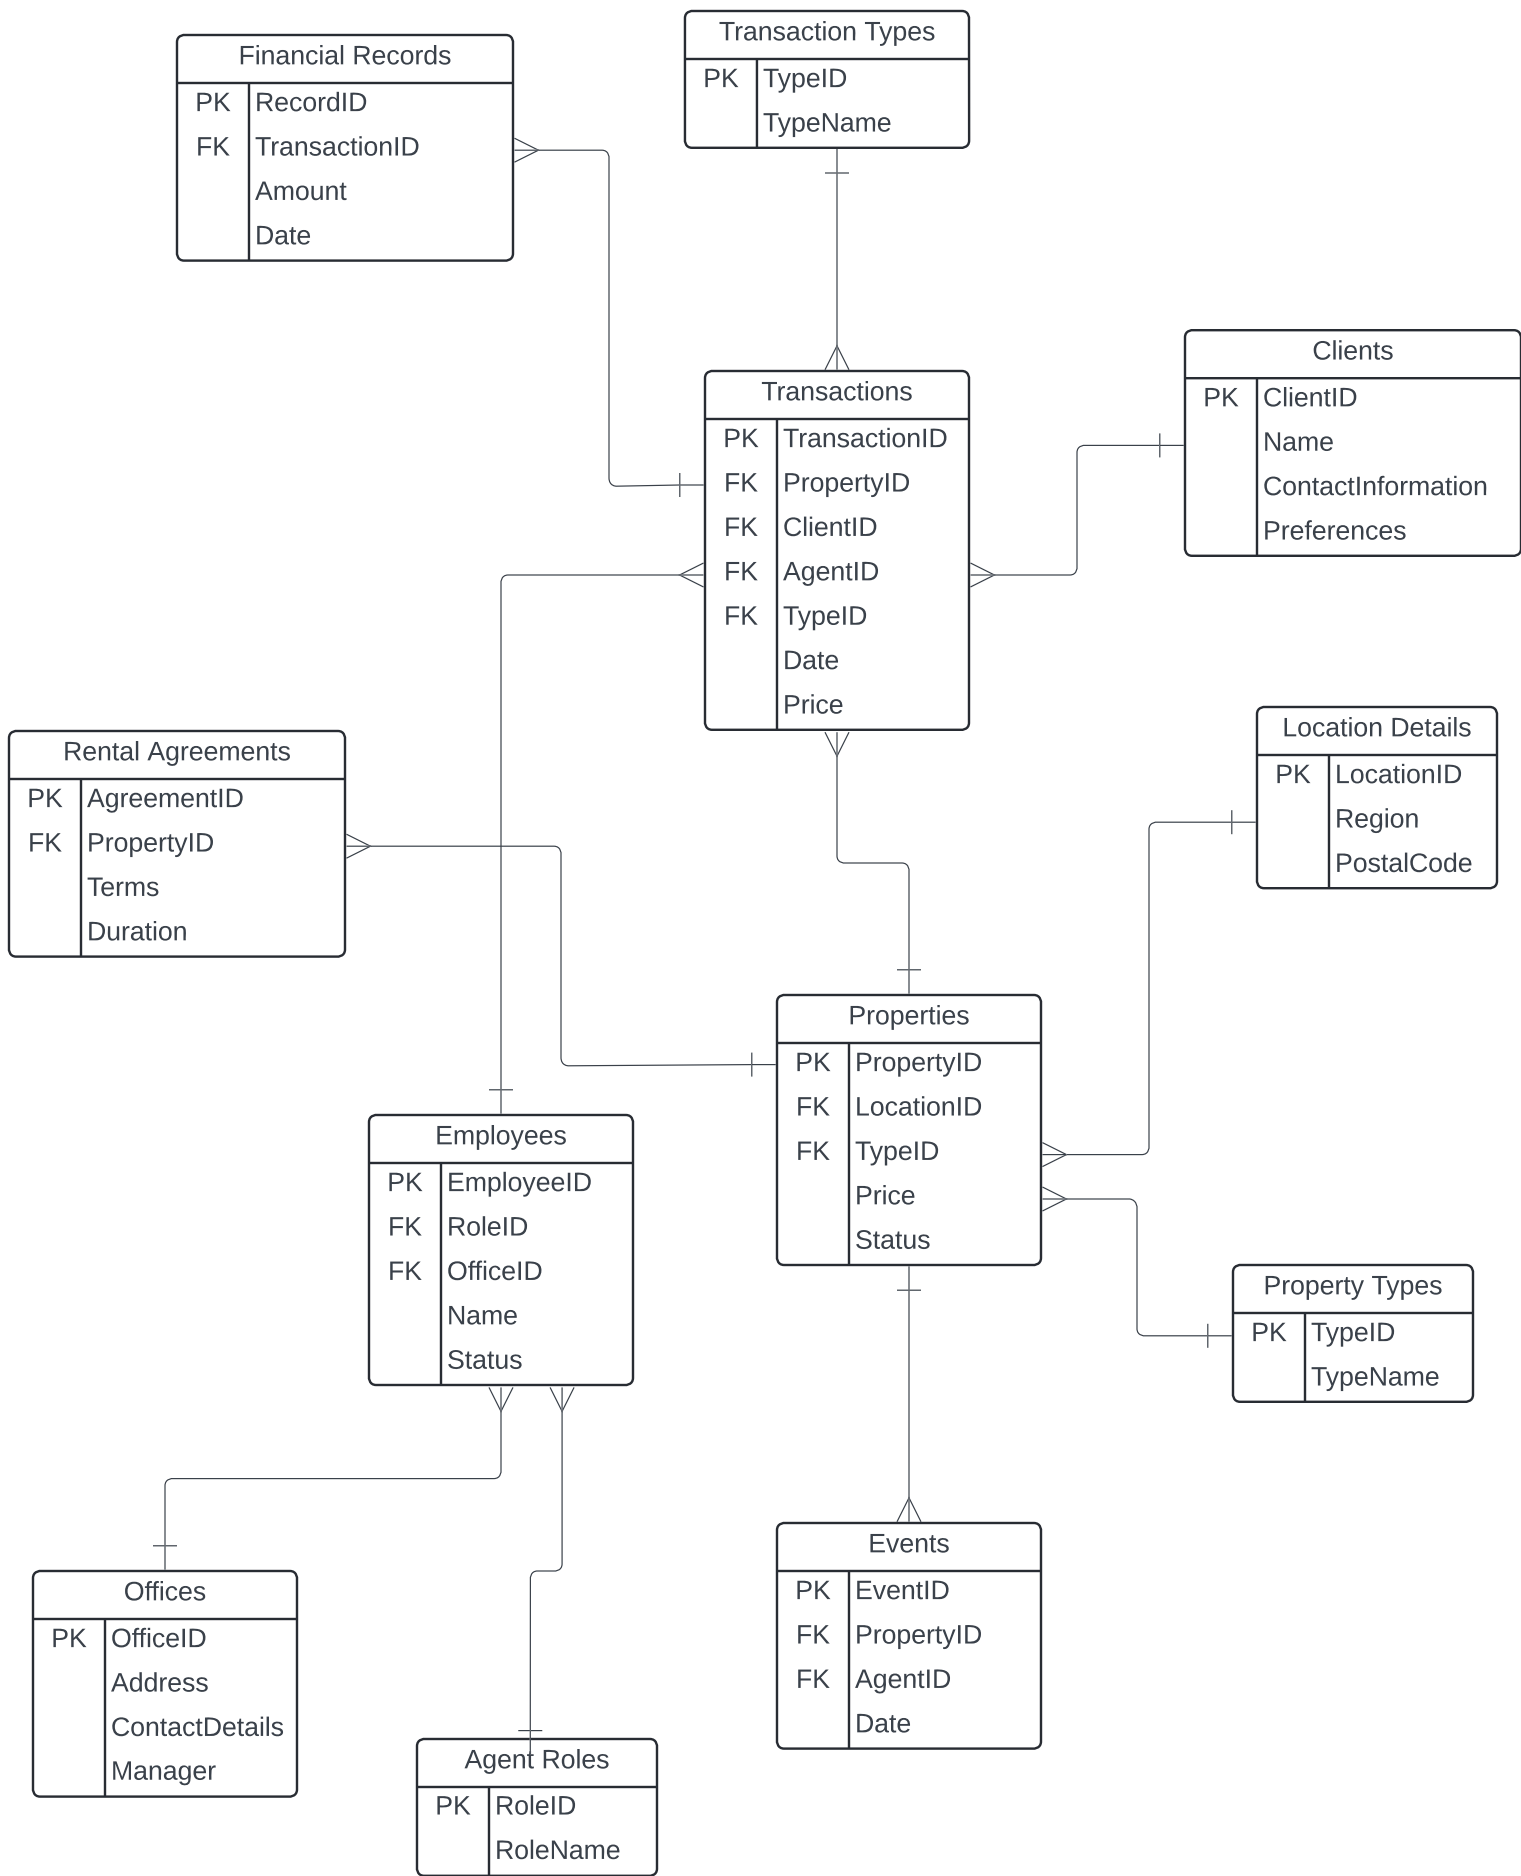 Financial Records
PK RecordID
FK TransactionID
Amount
Date
Transaction Types
PK TypeID
TypeName
Clients
PK ClientID
Name
ContactInformation
Preferences
Transactions
PK TransactionID
FK PropertyID
FK ClientID
FK AgentID
FK TypeID
Date
Price
Rental Agreements
PK AgreementID
FK PropertyID
Terms
Duration
Location Details
PK LocationID
Region
PostalCode
Properties
PK PropertyID
FK LocationID
FK TypeID
Price
Status
Employees
PK EmployeeID
FK RoleID
FK OfficeID
Name
Status
Property Types
PK TypeID
TypeName
Events
PK EventID
FK PropertyID
FK AgentID
Date
Offices
PK OfficeID
Address
ContactDetails
Manager
Agent Roles
PK RoleID
RoleName